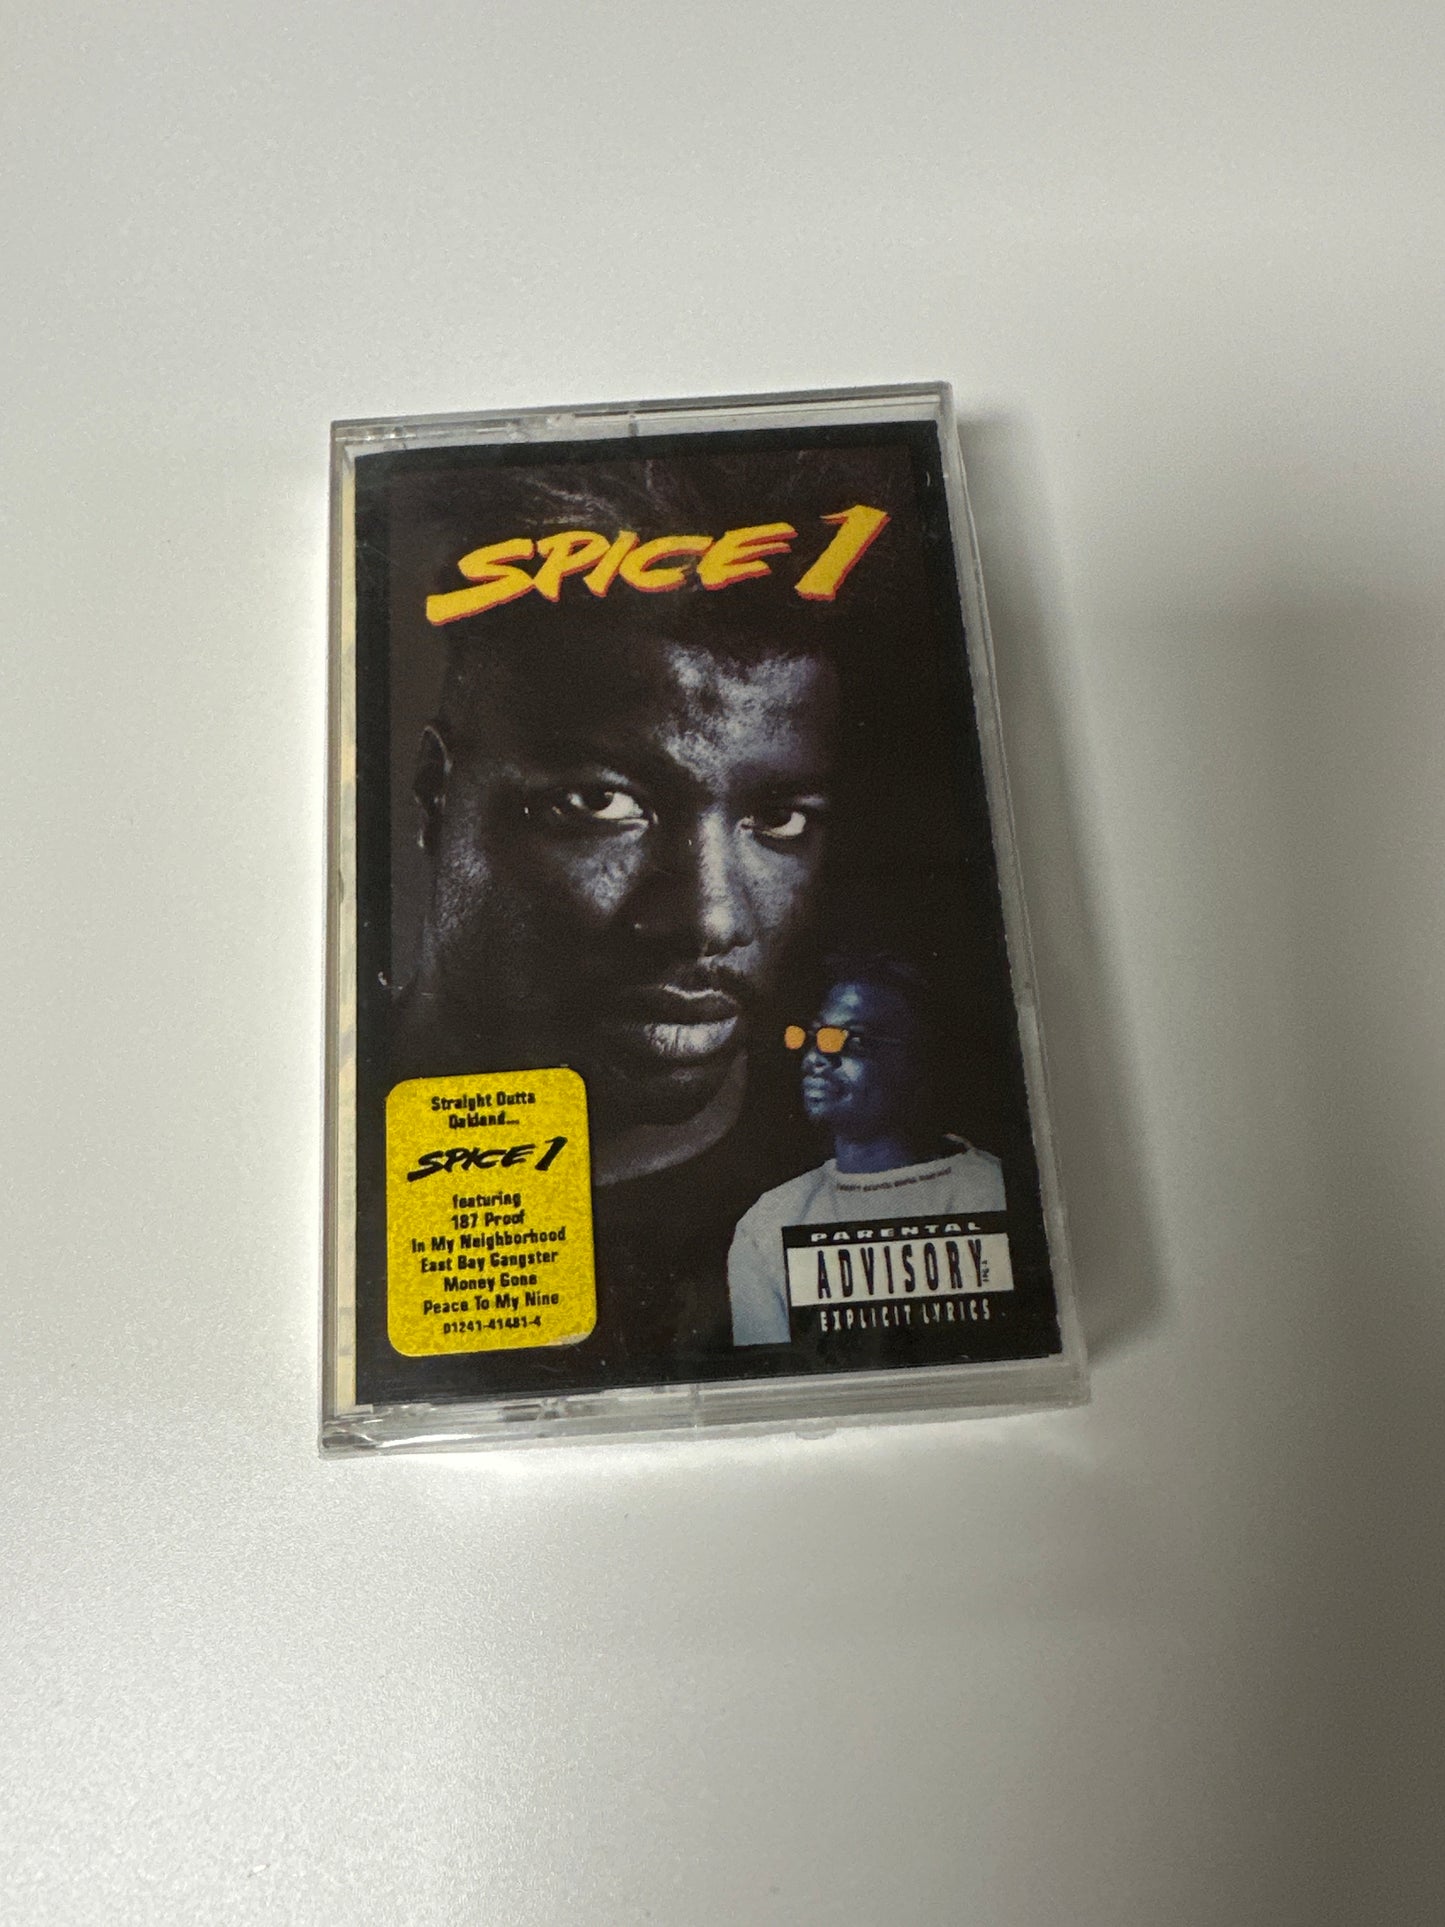 SPICE 1
Straight Outta
Oakland...
SPICE 1
featuring
187 Proof
In My Neighborhood
East Bay Gangster
Money Gone
Peace To My Nine
01241-41481-4
PARENTAL
ADVISORY
EXPLICIT LYRICS